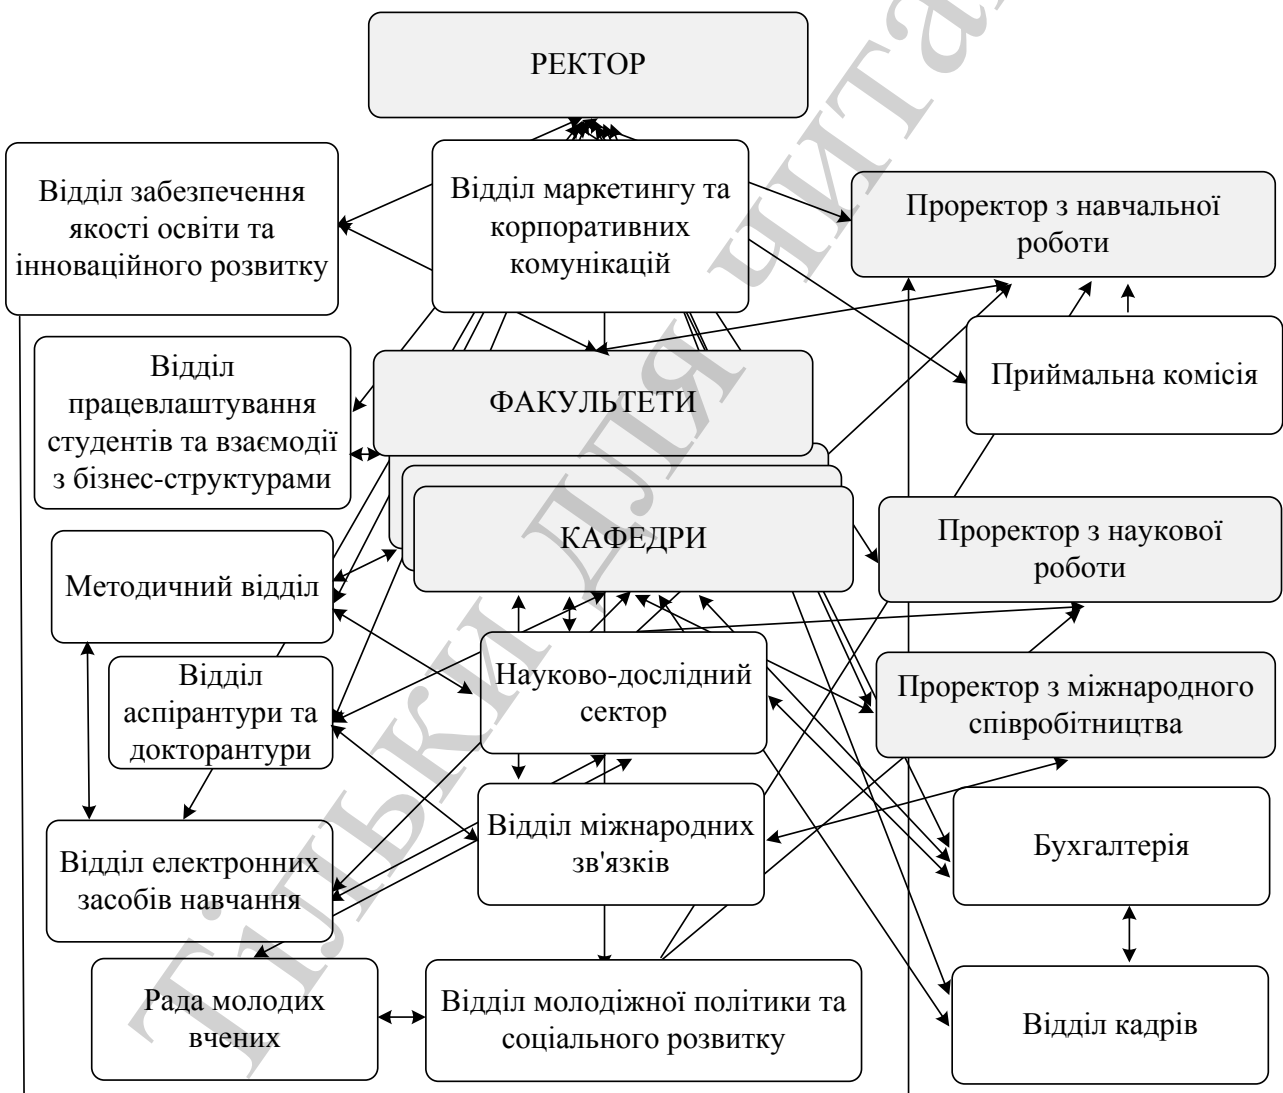 РЕКТОР
Відділ забезпечення
якості освіти та
інноваційного розвитку
Відділ маркетингу та
корпоративних
комунікацій
Проректор з навчальної
роботи
Приймальна комісія
Відділ
працевлаштування
студентів та взаємодії
з бізнес-структурами
ФАКУЛЬТЕТИ
КАФЕДРИ
Проректор з наукової
роботи
Методичний відділ
Відділ
аспірантури та
докторантури
Науково-дослідний
сектор
Проректор з міжнародного
співробітництва
Відділ електронних
засобів навчання
Відділ міжнародних
зв'язків
Бухгалтерія
Рада молодих
вчених
Відділ молодіжної політики та
соціального розвитку
Відділ кадрів
Тільки для